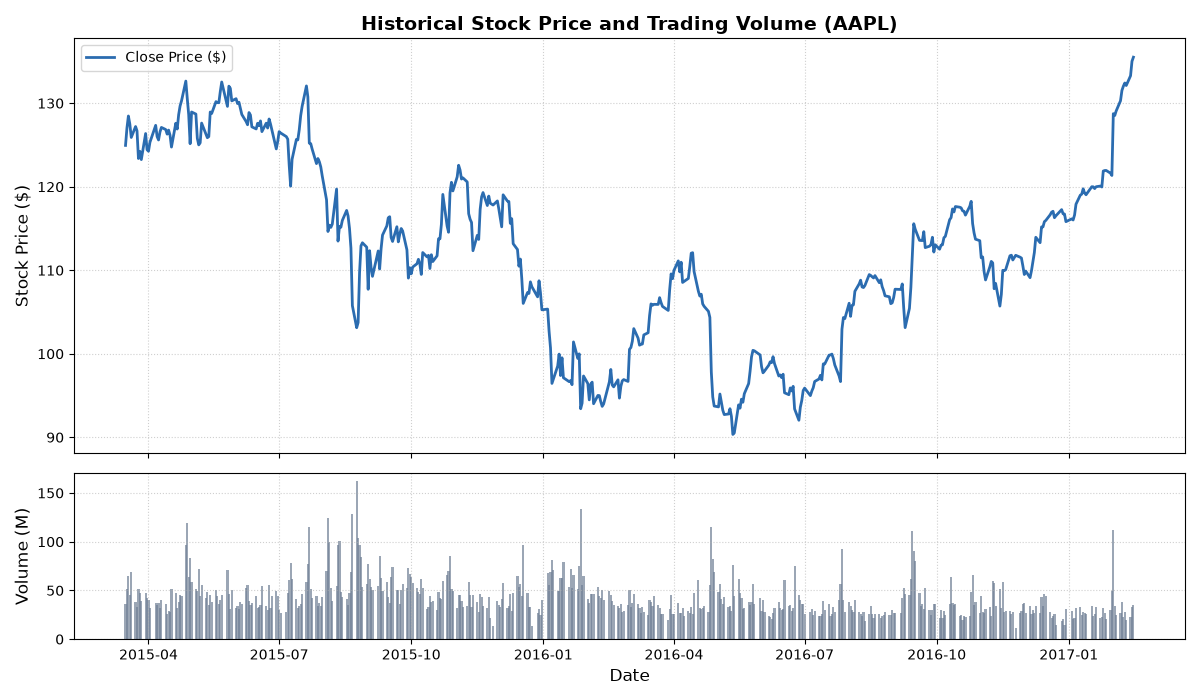 Historical Stock Price and Trading Volume (AAPL)
Close Price ($)
Stock Price ($)
130
120
110
100
90
Volume (M)
150
100
50
0
2015-04 2015-07 2015-10 2016-01 2016-04 2016-07 2016-10 2017-01
Date